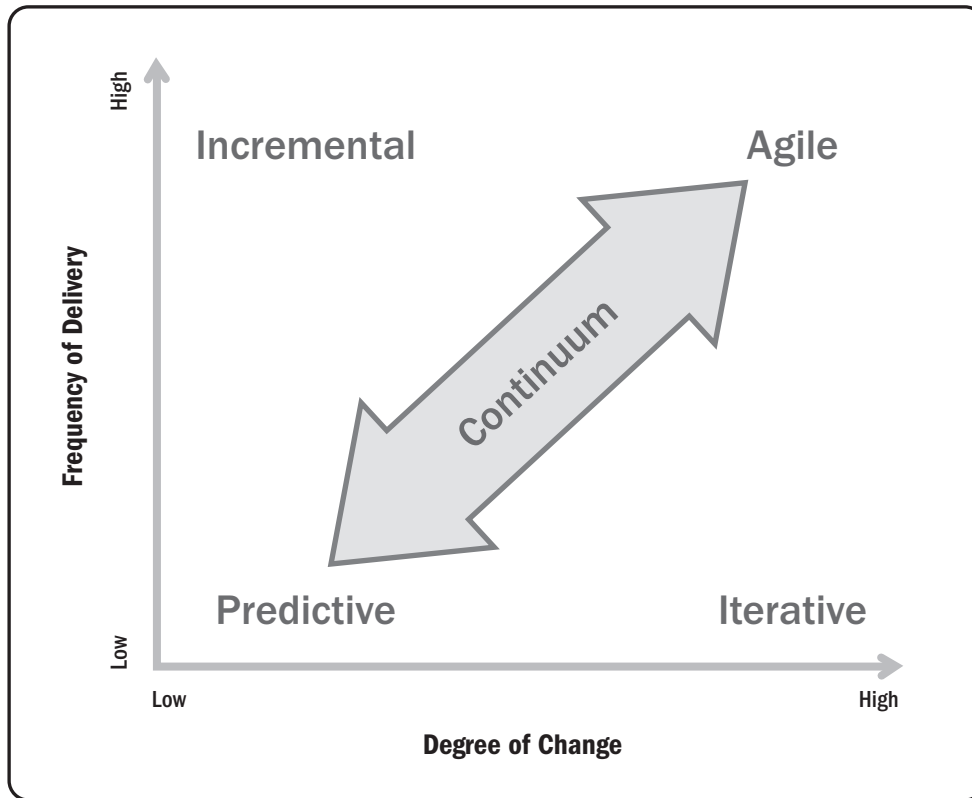 High
Incremental
Agile
Frequency of Delivery
Continuum
Predictive
Iterative
Low
Low
High
Degree of Change